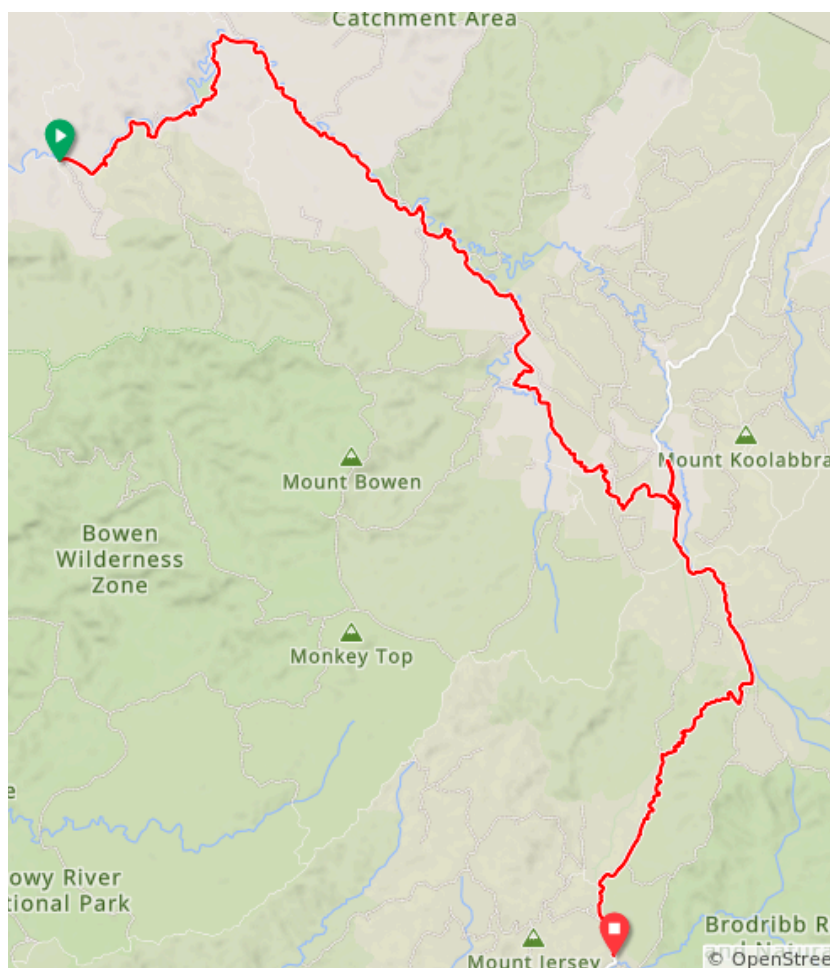 Catchment Area
Mount Koolabbra
Mount Bowen
Bowen
Wilderness
Zone
Monkey Top
e
owy River
tional Park
Brodribb R
Mount Jersey
© OpenStree